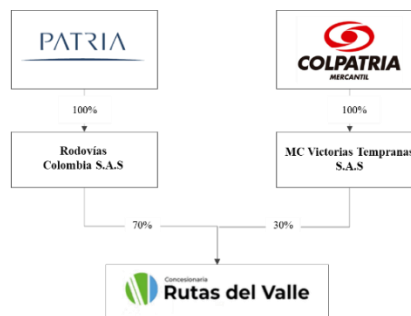 PATRIA
COLPATRIA
MERCANTIL
100%
100%
Rodovías
Colombia S.A.S
MC Victorias Tempranas
S.A.S
70%
30%
Concesionaria
Rutas del Valle